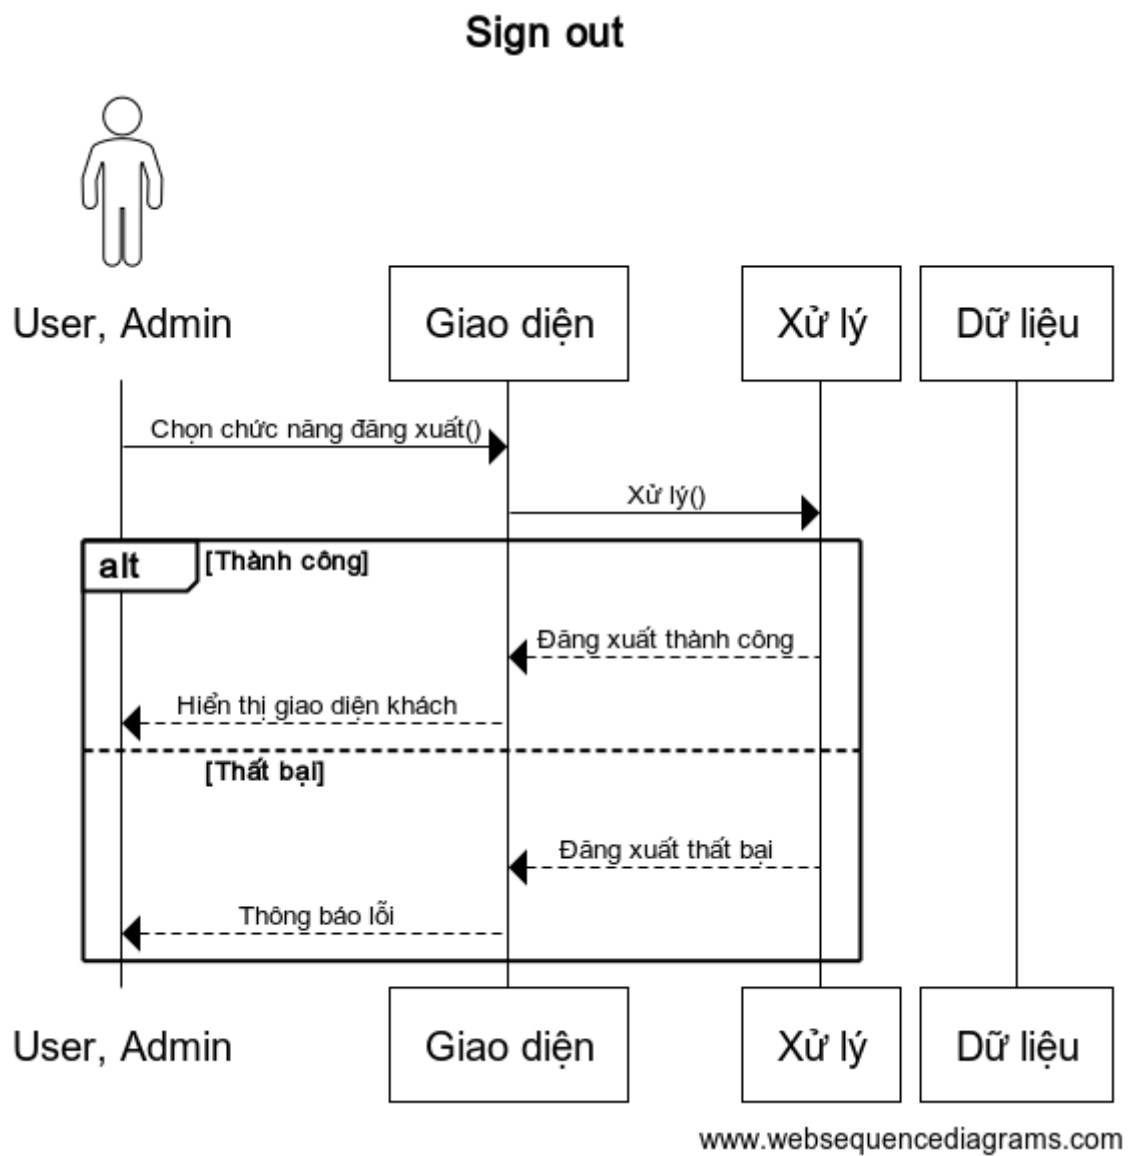 Sign out
User, Admin
Giao diện
Xử lý
Dữ liệu
Chọn chức năng đăng xuất()
Xử lý()
alt
[Thành công]
Đăng xuất thành công
Hiển thị giao diện khách
[Thất bại]
Đăng xuất thất bại
Thông báo lỗi
User, Admin
Giao diện
Xử lý
Dữ liệu
www.websequencediagrams.com